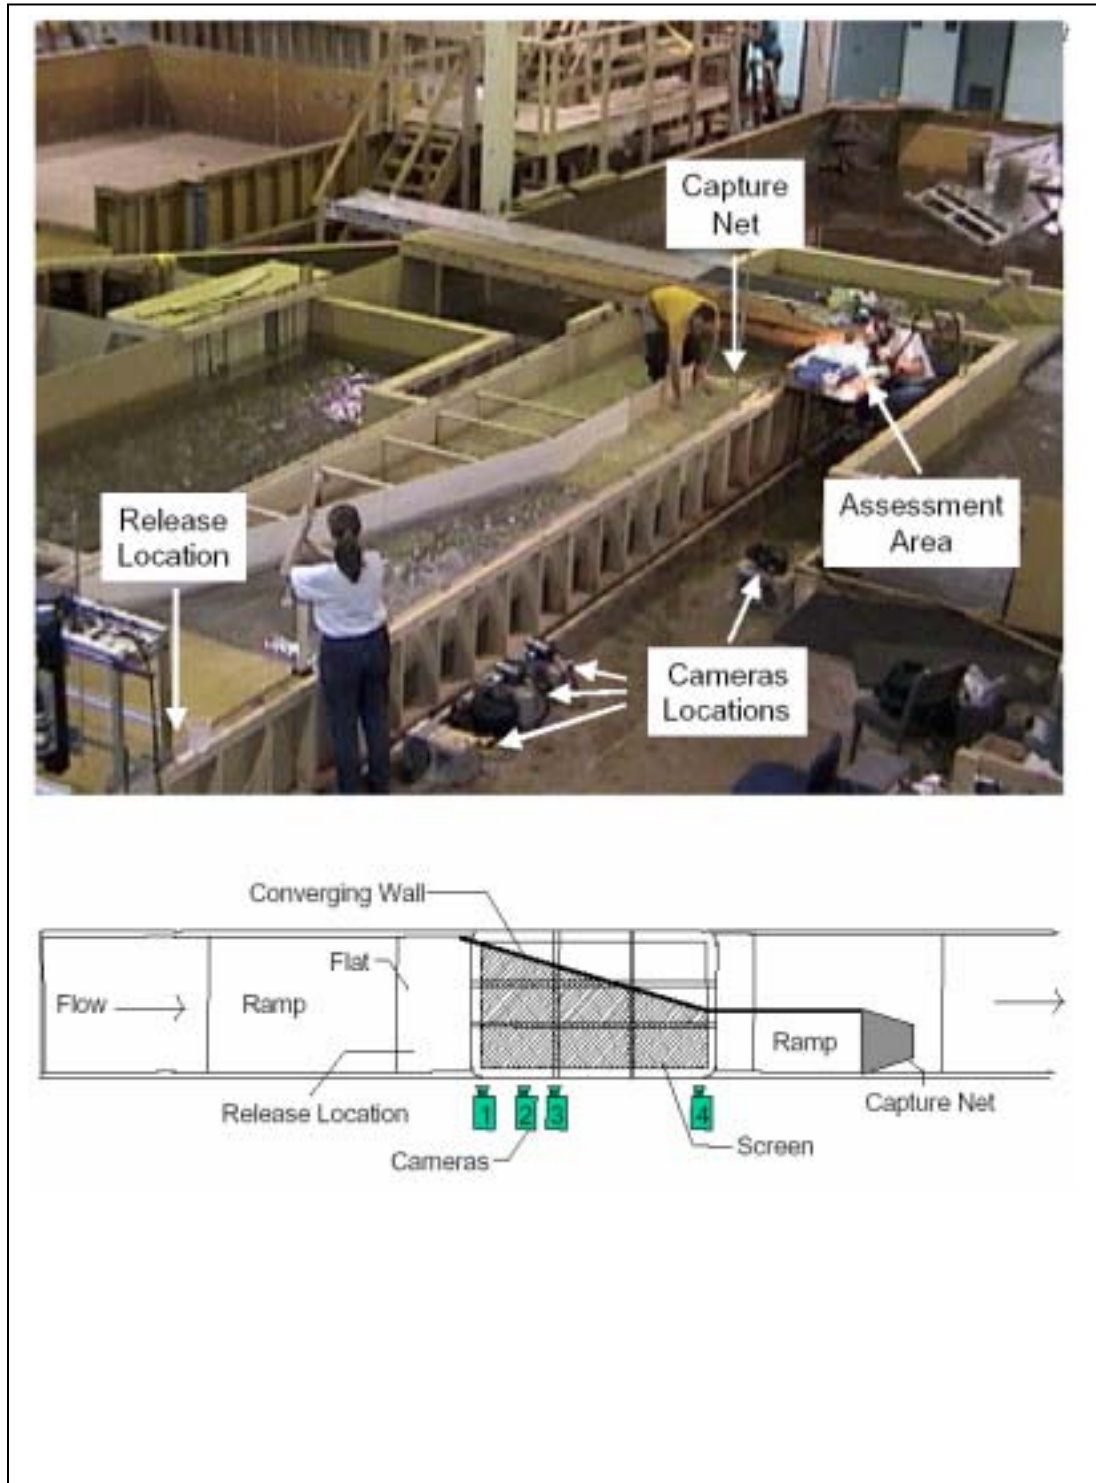 Capture
Net
Release
Location
Assessment
Area
Cameras
Locations
Converging Wall
Flat
Flow
Ramp
Ramp
Release Location
1
2
3
4
Capture Net
Cameras
Screen